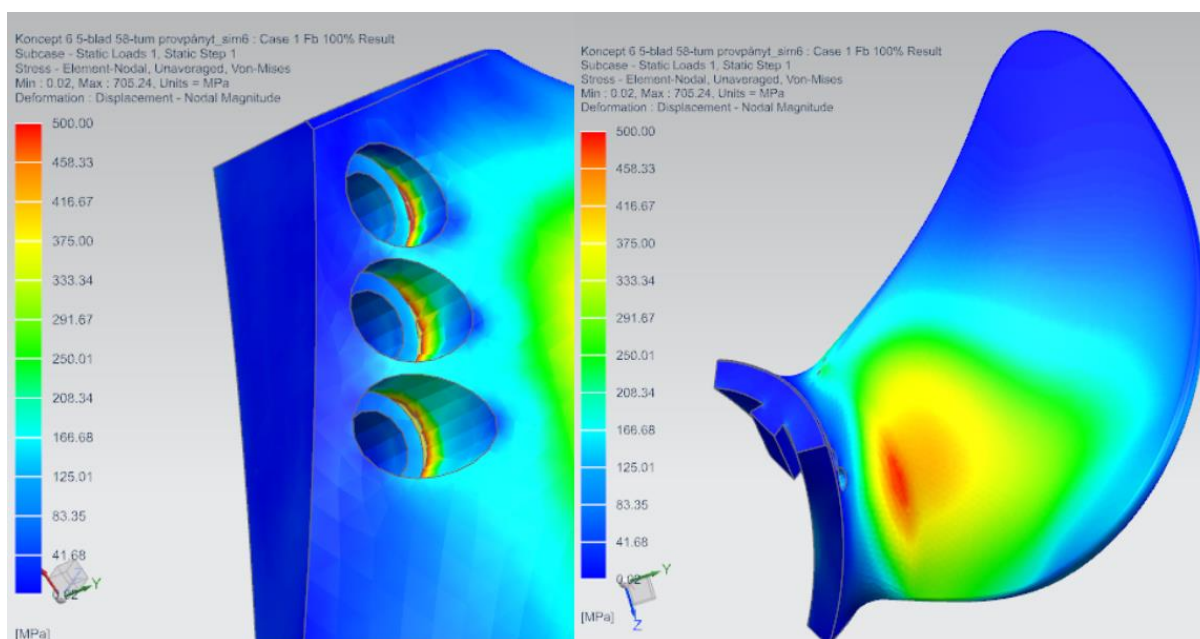 Koncept 6 5-blad 58-tum provpånyt_sim6 : Case 1 Fb 100% Result
Subcase - Static Loads 1, Static Step 1
Stress - Element-Nodal, Unaveraged, Von-Mises
Min : 0.02, Max : 705.24, Units = MPa
Deformation : Displacement - Nodal Magnitude
500.00
458.33
416.67
375.00
333.34
291.67
250.01
208.34
166.68
125.01
83.35
41.68
0.02
Y
[MPa]
Koncept 6 5-blad 58-tum provpånyt_sim6 : Case 1 Fb 100% Result
Subcase - Static Loads 1, Static Step 1
Stress - Element-Nodal, Unaveraged, Von-Mises
Min : 0.02, Max : 705.24, Units = MPa
Deformation : Displacement - Nodal Magnitude
500.00
458.33
416.67
375.00
333.34
291.67
250.01
208.34
166.68
125.01
83.35
41.68
0.02
Y
Z
[MPa]